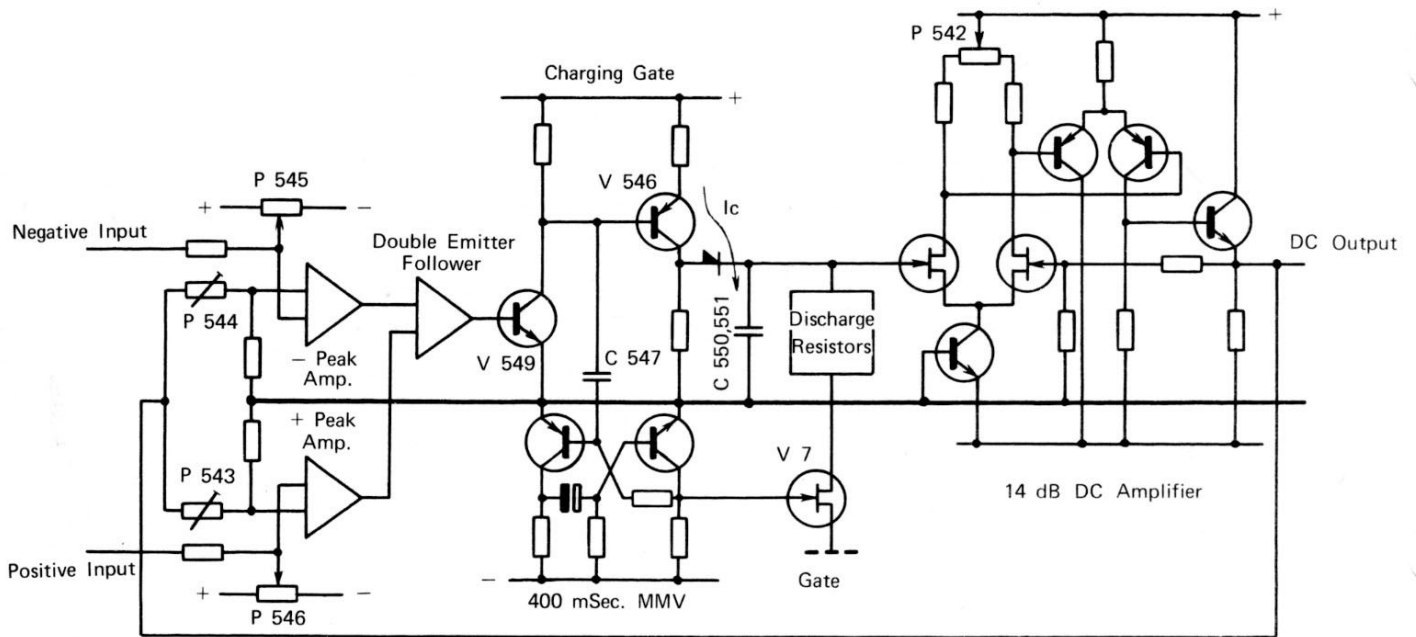 +
P 542
Charging Gate
+
P 545
+ -
V 546
Ic
Negative Input
Double Emitter
Follower
DC Output
P 544
- Peak
Amp.
V 549
C 547
C 550,551
Discharge
Resistors
+ Peak
Amp.
P 543
V 7
14 dB DC Amplifier
Positive Input
+ -
P 546
-
400 mSec. MMV
Gate